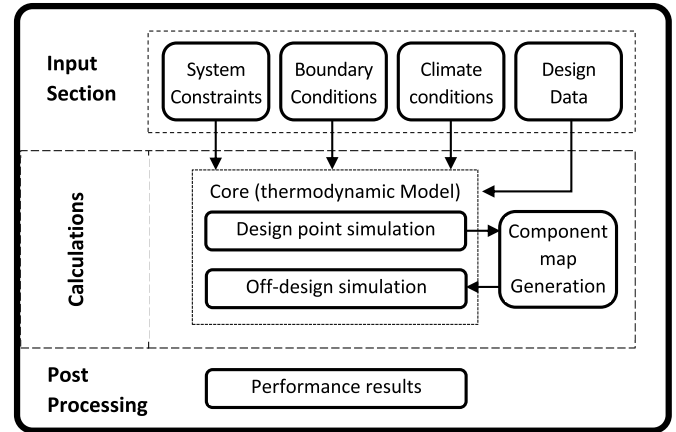 Input
Section
System
Constraints
Boundary
Conditions
Climate
conditions
Design
Data
Calculations
Core (thermodynamic Model)
Design point simulation
Off-design simulation
Component
map
Generation
Post
Processing
Performance results